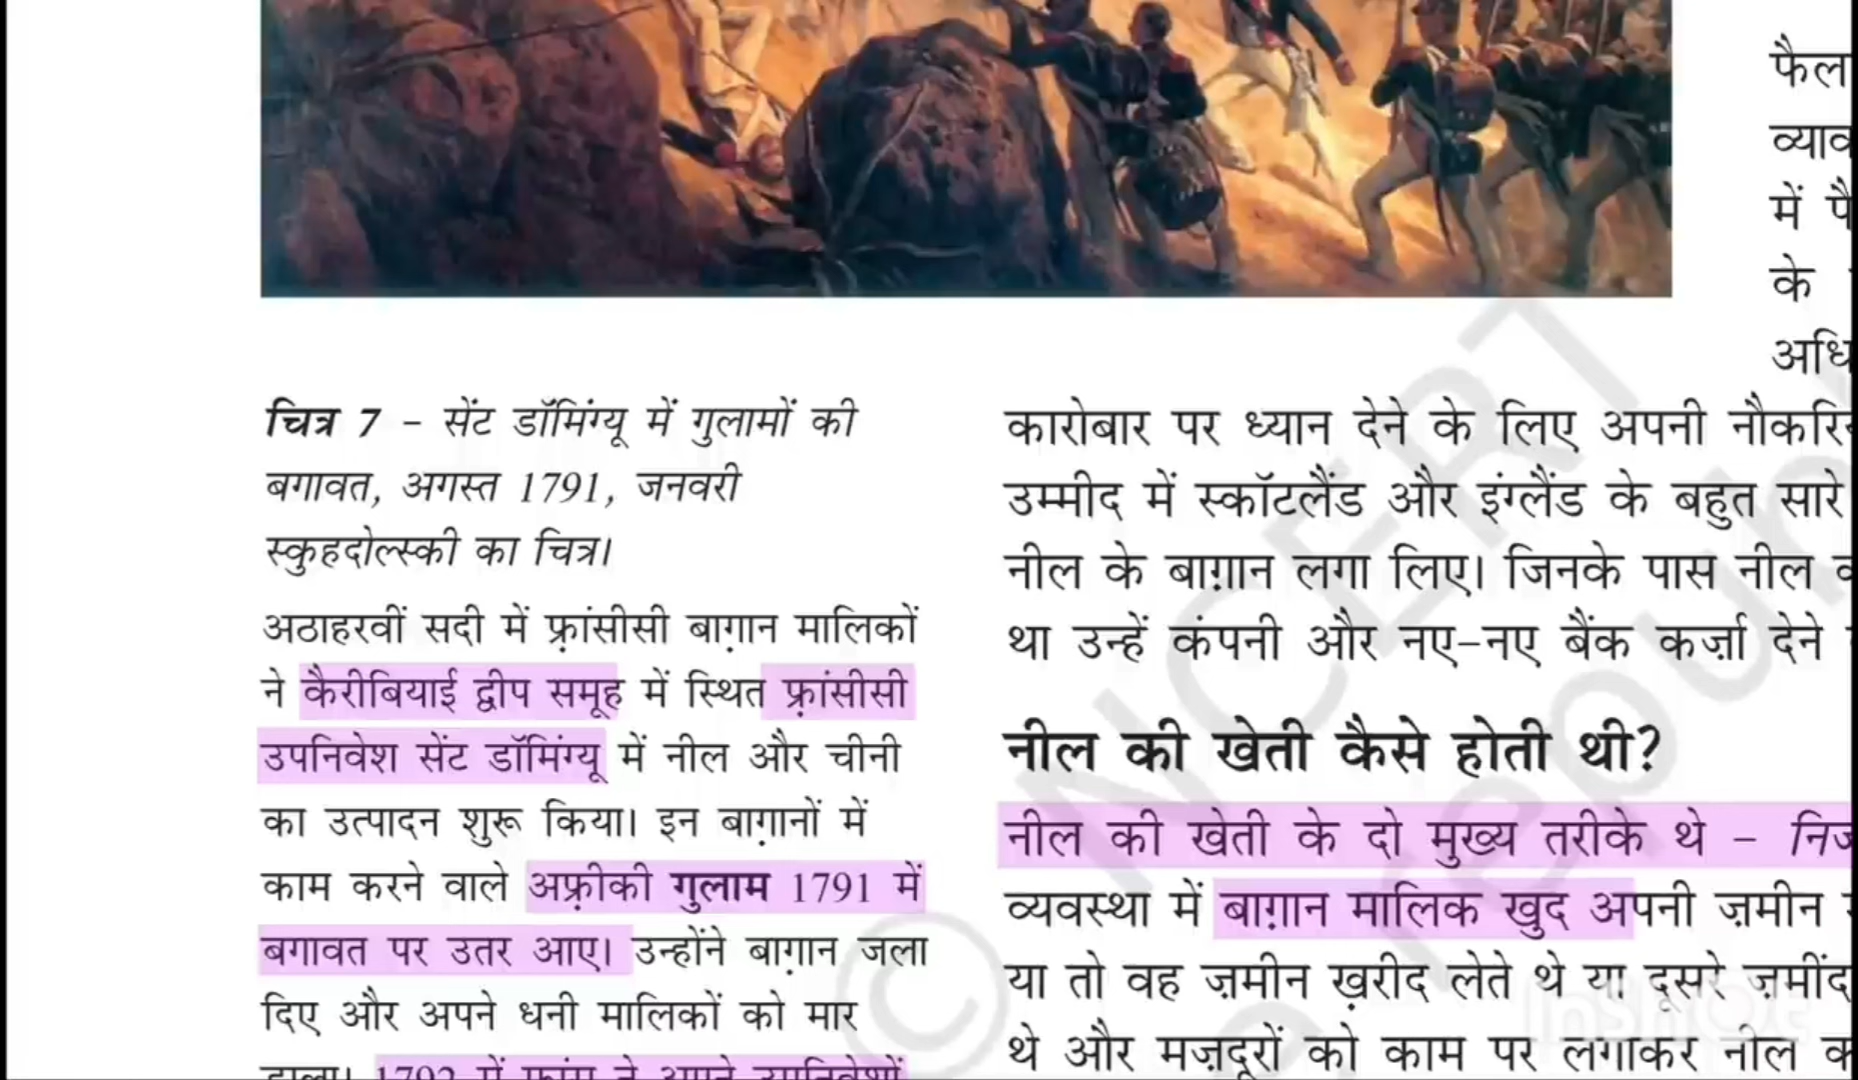 चित्र 7 - सेंट डॉमिंग्यू में गुलामों की
बगावत, अगस्त 1791, जनवरी
स्कुहदोल्स्की का चित्र।
अठाहरवीं सदी में फ़्रांसीसी बाग़ान मालिकों
ने कैरीबियाई द्वीप समूह में स्थित फ़्रांसीसी
उपनिवेश सेंट डॉमिंग्यू में नील और चीनी
का उत्पादन शुरू किया। इन बाग़ानों में
काम करने वाले अफ़्रीकी गुलाम 1791 में
बगावत पर उतर आए। उन्होंने बाग़ान जला
दिए और अपने धनी मालिकों को मार
में
के
कारोबार पर ध्यान देने के लिए अपनी
उम्मीद में स्कॉटलैंड और इंग्लैंड के बहुत सारे
नील के बाग़ान लगा लिए। जिनके पास नील
था उन्हें कंपनी और नए-नए बैंक कर्ज़ा देने
नील की खेती कैसे होती थी?
नील की खेती के दो मुख्य तरीके थे -
व्यवस्था में बाग़ान मालिक खुद अपनी ज़मीन
या तो वह ज़मीन ख़रीद लेते थे या दूसरे
थे और मज़दूरों को काम पर लगाकर नील
© NCERT
InShOt